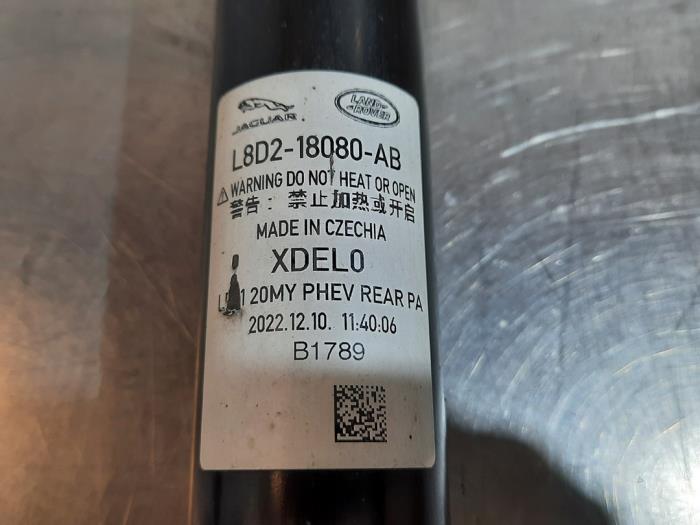 JAGUAR
LAND-
-ROVER
L8D2-18080-AB
WARNING DO NOT HEAT OR OPEN
警告：禁止加热或开启
MADE IN CZECHIA
XDEL0
20MY PHEV REAR PA
2022.12.10. 11:40:06
B1789